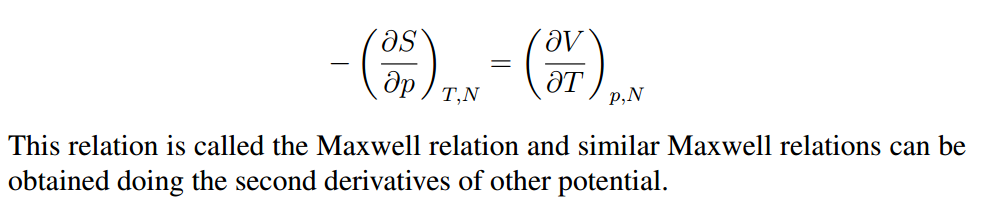 $$-\left(\frac{\partial S}{\partial p}\right)_{T,N} = \left(\frac{\partial V}{\partial T}\right)_{p,N}$$
This relation is called the Maxwell relation and similar Maxwell relations can be
obtained doing the second derivatives of other potential.